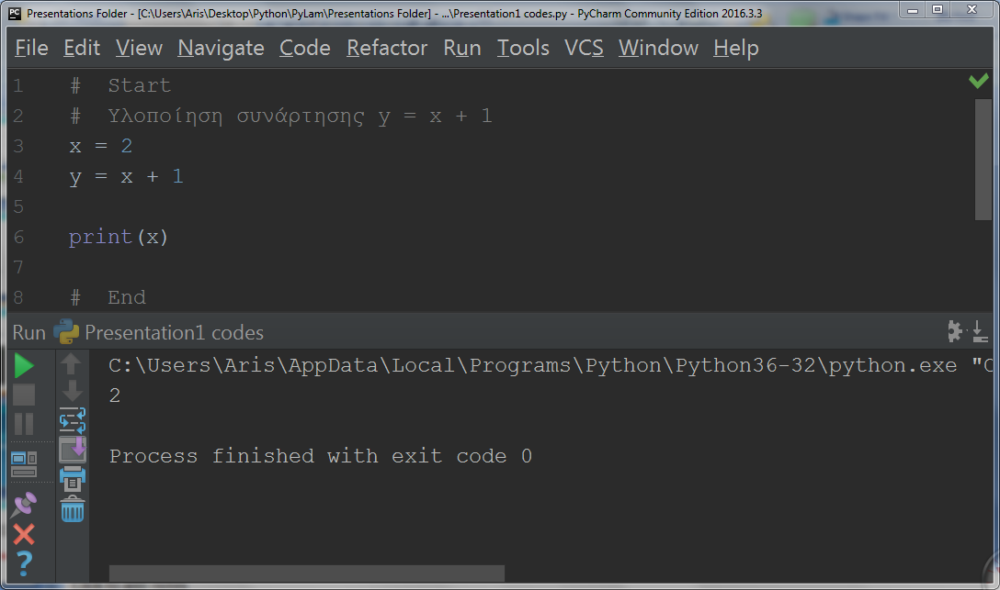 Presentations Folder - [C:\Users\Aris\Desktop\Python\PyLam\Presentations Folder] - ...\Presentation1 codes.py - PyCharm Community Edition 2016.3.3
File Edit View Navigate Code Refactor Run Tools VCS Window Help
1 # Start
2 # Υλοποίηση συνάρτησης y = x + 1
3 x = 2
4 y = x + 1
5
6 print(x)
7
8 # End
Run Presentation1 codes
C:\Users\Aris\AppData\Local\Programs\Python\Python36-32\python.exe "C
2
Process finished with exit code 0